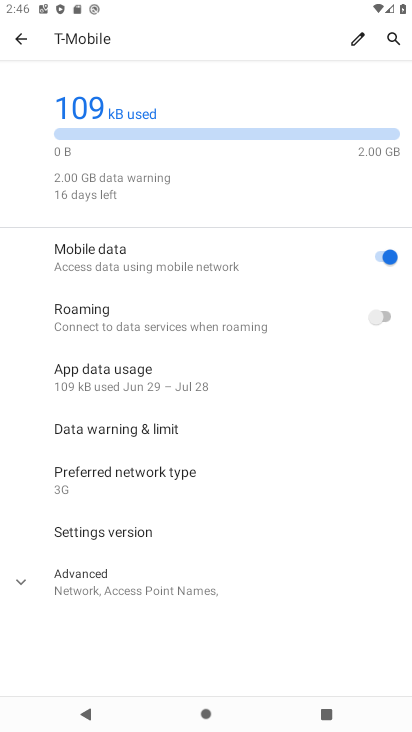 2:46
T-Mobile
109 kB used
0 B 2.00 GB
2.00 GB data warning
16 days left
Mobile data
Access data using mobile network
Roaming
Connect to data services when roaming
App data usage
109 kB used Jun 29 – Jul 28
Data warning & limit
Preferred network type
3G
Settings version
Advanced
Network, Access Point Names,